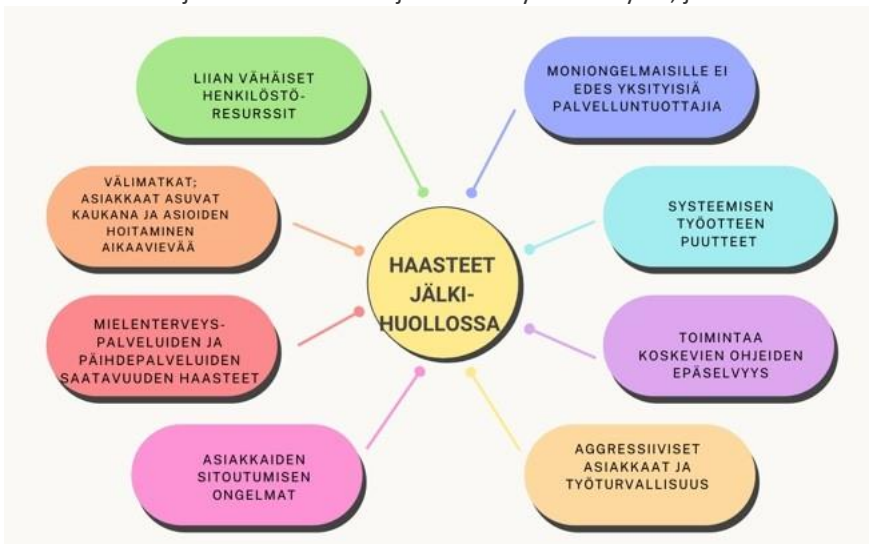 LIIAN VÄHÄISET
HENKILÖSTÖ-
RESURSSIT
MONIONGELMAISILLE EI
EDES YKSITYISIÄ
PALVELLUNTUOTTAJIA
VÄLIMATKAT;
ASIAKKAAT ASUVAT
KAUKANA JA ASIOIDEN
HOITAMINEN
AIKAAVIEVÄÄ
SYSTEEMISEN
TYÖOTTEEN
PUUTTEET
HAASTEET
JÄLKI-
HUOLLOSSA
MIELENTERVEYS-
PALVELUIDEN JA
PÄIHDEPALVELUIDEN
SAATAVUUDEN HAASTEET
TOIMINTAA
KOSKEVIEN OHJEIDEN
EPÄSELVYYS
ASIAKKAIDEN
SITOUTUMISEN
ONGELMAT
AGGRESSIIVISET
ASIAKKAAT JA
TYÖTURVALLISUUS